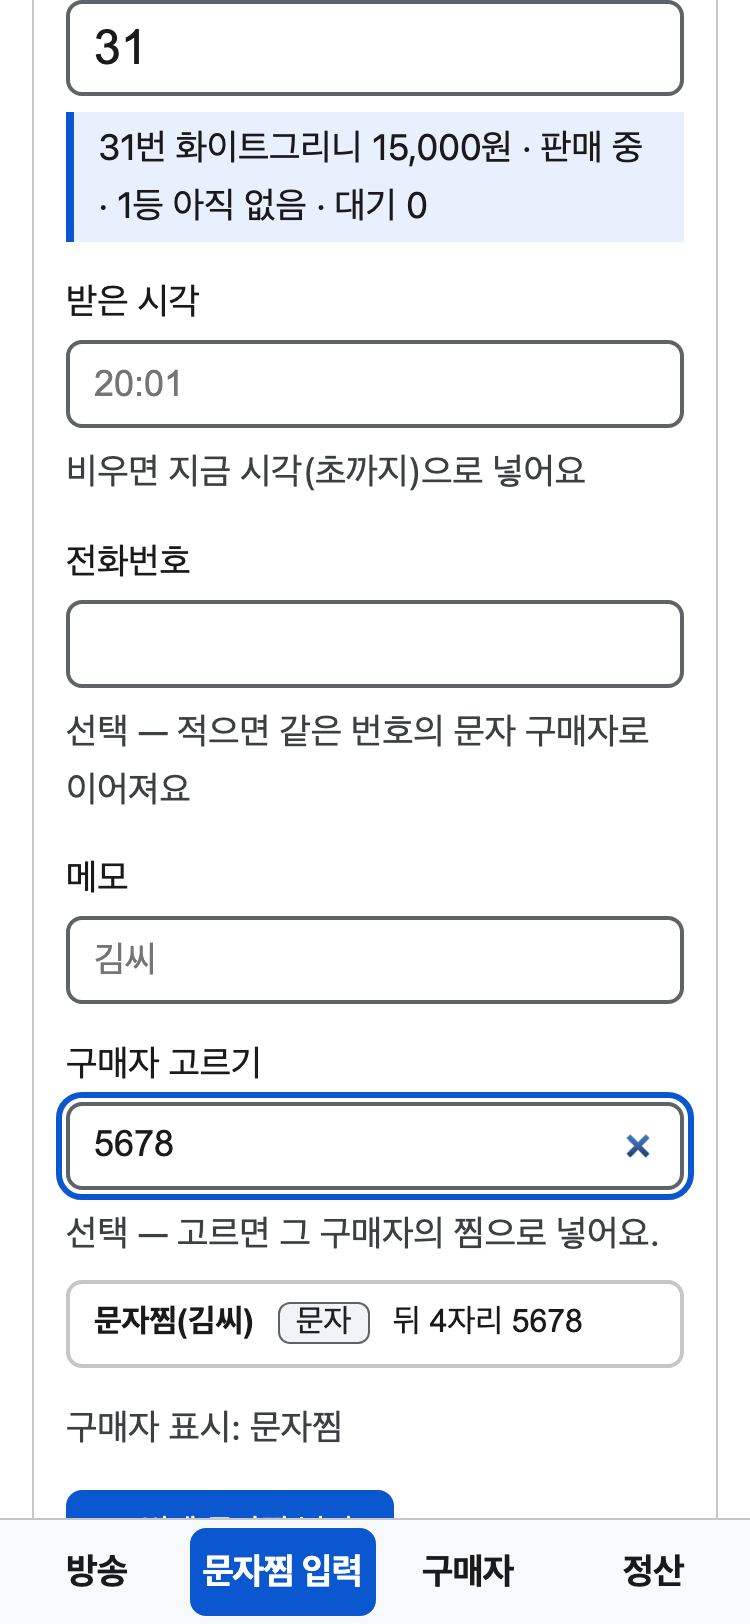 31
31번 화이트그리니 15,000원 · 판매 중
· 1등 아직 없음 · 대기 0
받은 시각
20:01
비우면 지금 시각(초까지)으로 넣어요
전화번호
선택 — 적으면 같은 번호의 문자 구매자로
이어져요
메모
김씨
구매자 고르기
5678
선택 — 고르면 그 구매자의 찜으로 넣어요.
문자찜(김씨) 문자 뒤 4자리 5678
구매자 표시: 문자찜
방송 문자찜 입력 구매자 정산